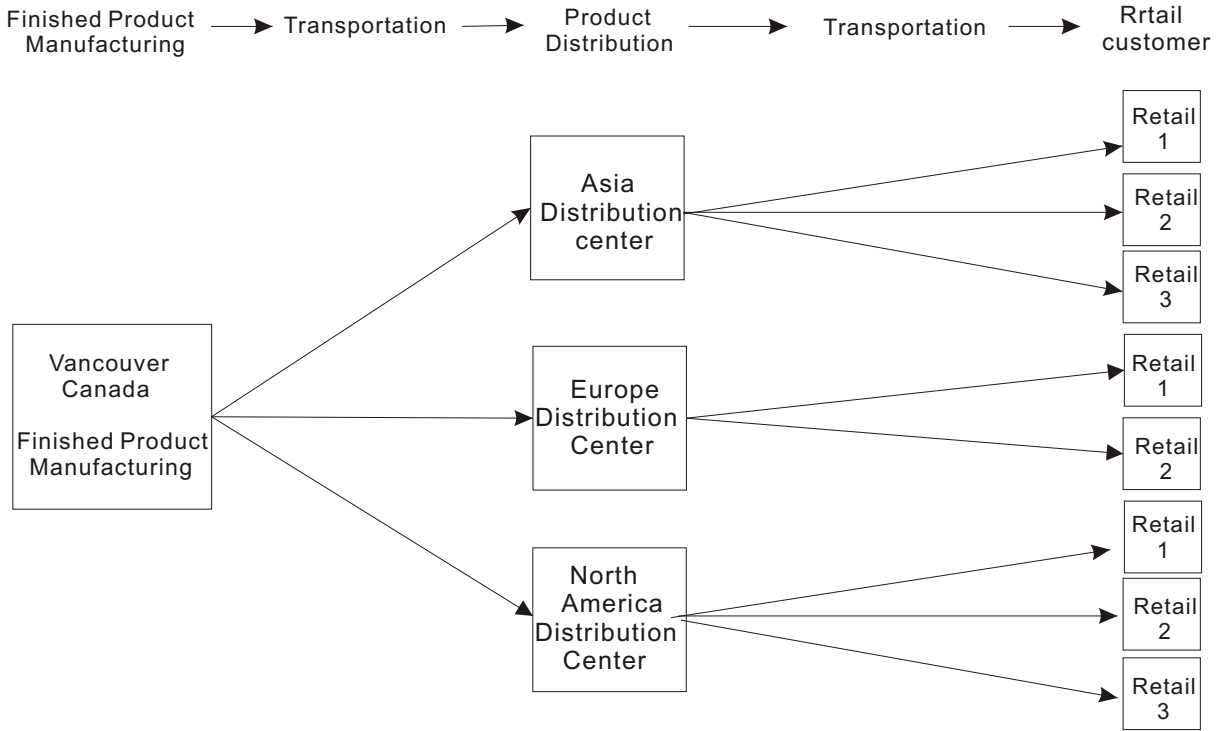 Finished Product
Manufacturing
Transportation
Product
Distribution
Transportation
Rrtail
customer
Vancouver
Canada
Finished Product
Manufacturing
Asia
Distribution
center
Retail
1
Retail
2
Retail
3
Europe
Distribution
Center
Retail
1
Retail
2
North
America
Distribution
Center
Retail
1
Retail
2
Retail
3